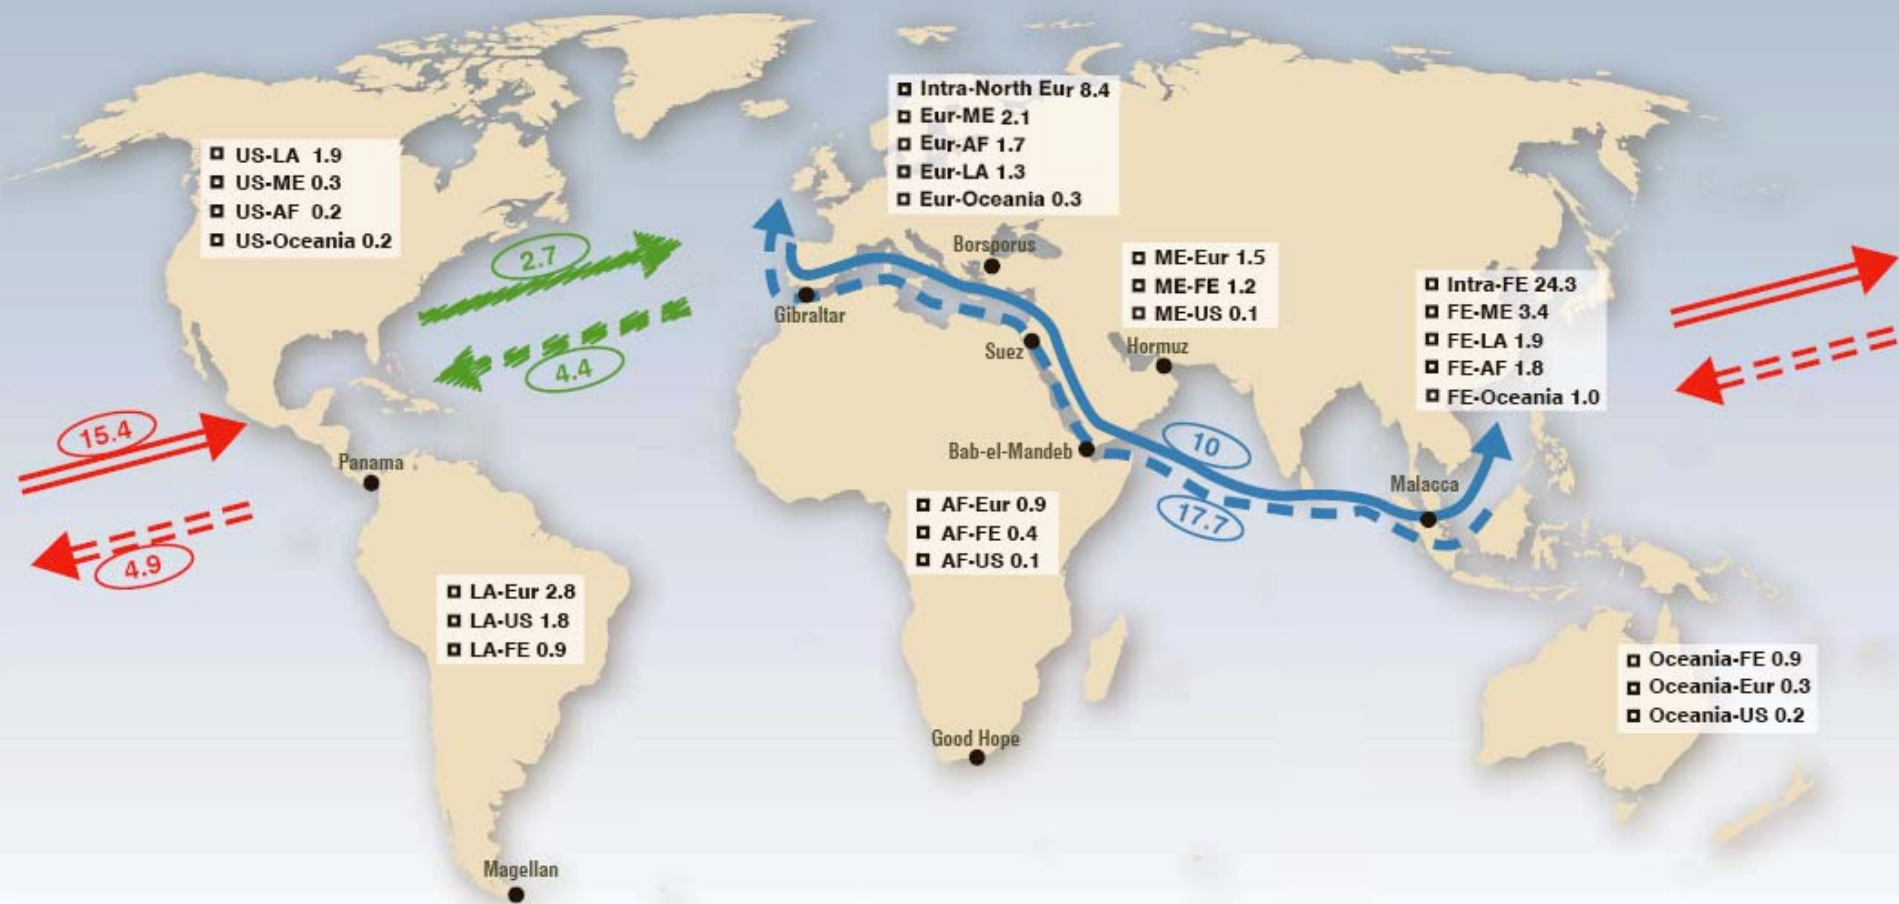 US-LA 1.9
US-ME 0.3
US-AF 0.2
US-Oceania 0.2
2.7
4.4
15.4
4.9
Panama
LA-Eur 2.8
LA-US 1.8
LA-FE 0.9
Magellan
Intra-North Eur 8.4
Eur-ME 2.1
Eur-AF 1.7
Eur-LA 1.3
Eur-Oceania 0.3
Borsporus
Gibraltar
Suez
ME-Eur 1.5
ME-FE 1.2
ME-US 0.1
Hormuz
Bab-el-Mandeb
10
17.7
AF-Eur 0.9
AF-FE 0.4
AF-US 0.1
Good Hope
Intra-FE 24.3
FE-ME 3.4
FE-LA 1.9
FE-AF 1.8
FE-Oceania 1.0
Malacca
Oceania-FE 0.9
Oceania-Eur 0.3
Oceania-US 0.2